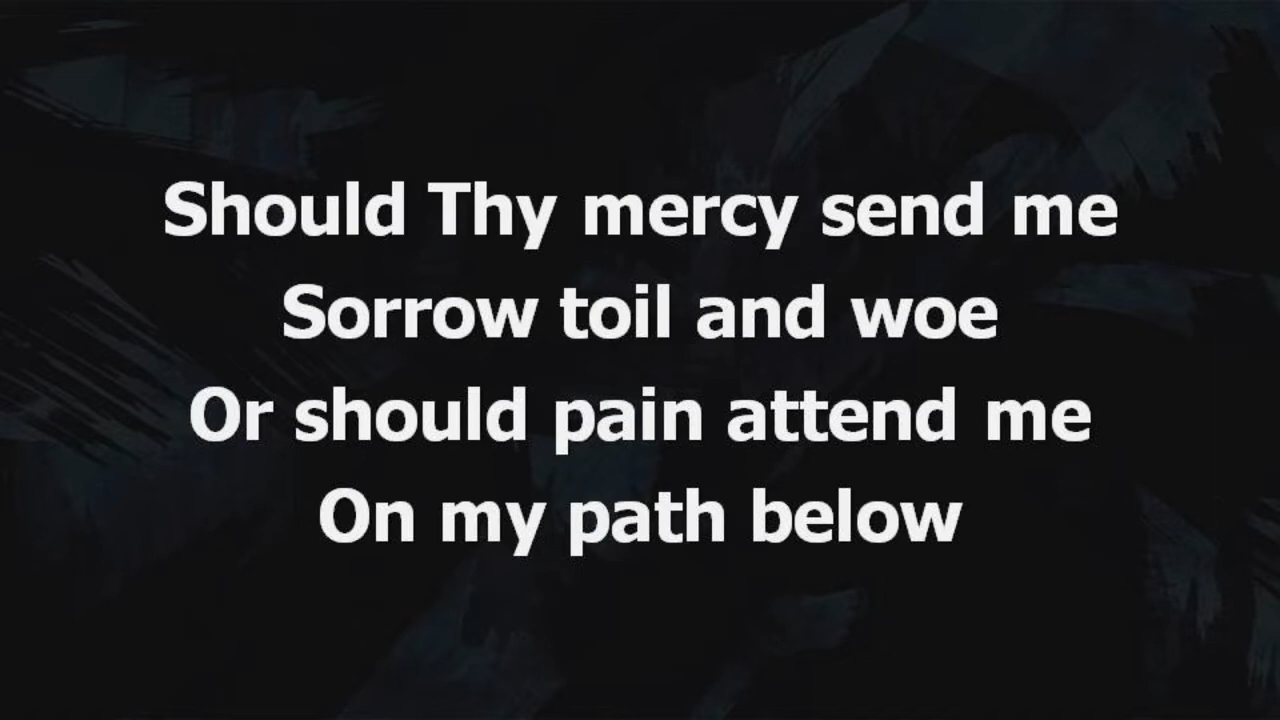 Should Thy mercy send me
Sorrow toil and woe
Or should pain attend me
On my path below